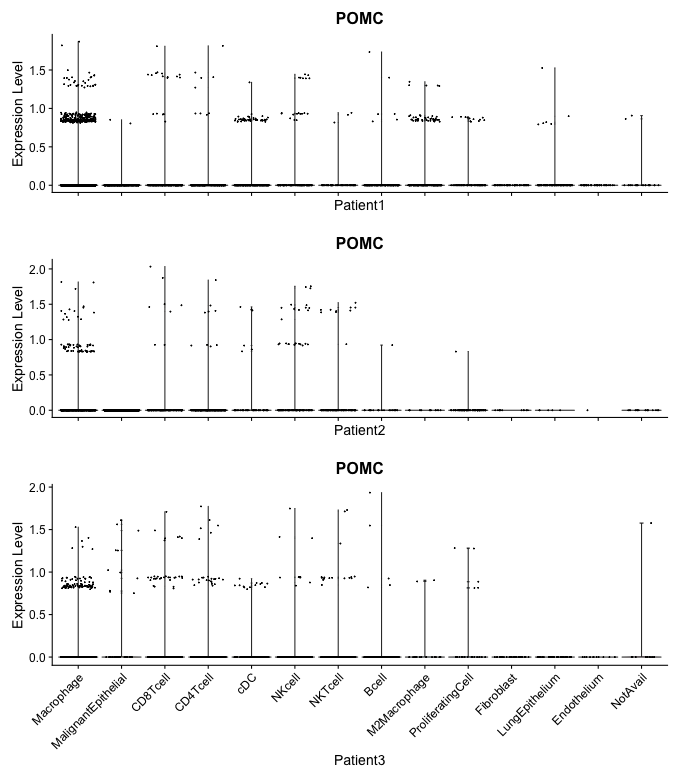 POMC
Expression Level
1.5
1.0
0.5
0.0
Patient1
POMC
Expression Level
2.0
1.5
1.0
0.5
0.0
Patient2
POMC
Expression Level
2.0
1.5
1.0
0.5
0.0
Macrophage
MalignantEpithelial
CD8Tcell
CD4Tcell
cDC
NKcell
NKTcell
Bcell
M2Macrophage
ProliferatingCell
Fibroblast
LungEpithelium
Endothelium
NotAvail
Patient3